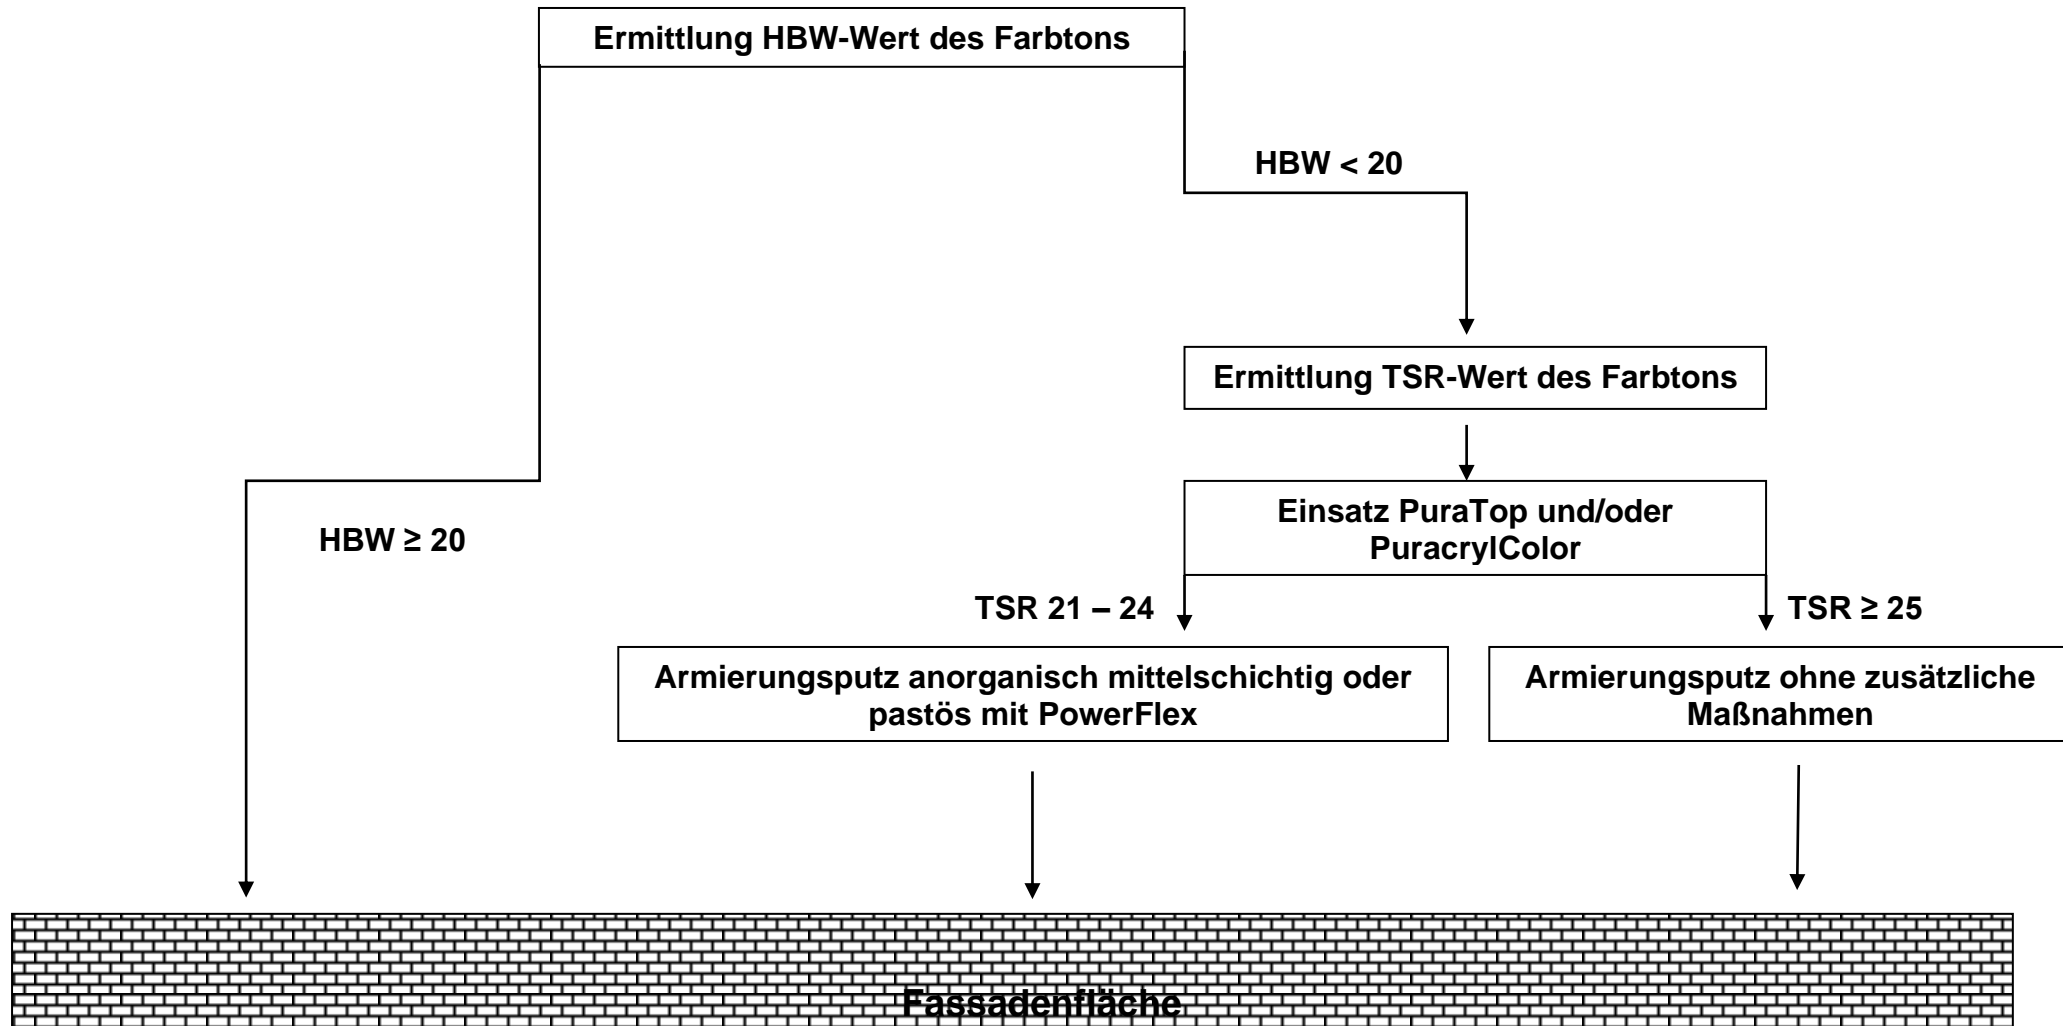 Ermittlung HBW-Wert des Farbtons
HBW < 20
Ermittlung TSR-Wert des Farbtons
Einsatz PuraTop und/oder
PuracrylColor
HBW ≥ 20
TSR 21 – 24
TSR ≥ 25
Armierungsputz anorganisch mittelschichtig oder
pastös mit PowerFlex
Armierungsputz ohne zusätzliche
Maßnahmen
Fassadenfläche